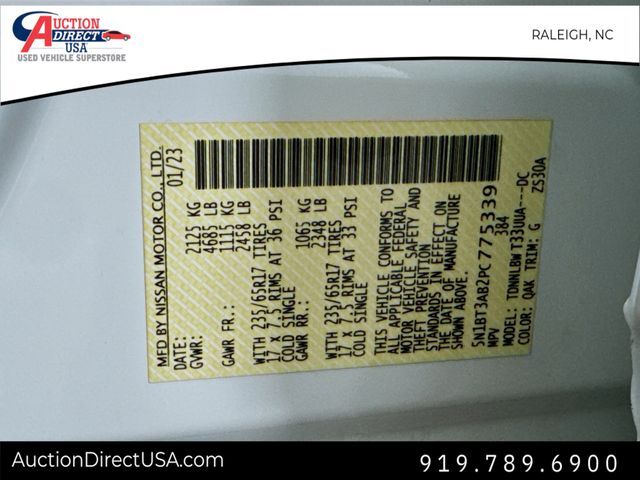 AUCTION
DIRECT
USA
USED VEHICLE SUPERSTORE
RALEIGH, NC
MFD BY NISSAN MOTOR CO., LTD.
DATE: 01/23
GVWR: 2125 KG
4685 LB
GAWR FR.: 1115 KG
2458 LB
WITH 235/65R17 TIRES
17 X 7.5 RIMS AT 36 PSI
COLD SINGLE
GAWR RR.: 1065 KG
2348 LB
WITH 235/65R17 TIRES
17 X 7.5 RIMS AT 33 PSI
COLD SINGLE
THIS VEHICLE CONFORMS TO
ALL APPLICABLE FEDERAL
MOTOR VEHICLE SAFETY AND
THEFT PREVENTION
STANDARDS IN EFFECT ON
THE DATE OF MANUFACTURE
SHOWN ABOVE.
5N1BT3AB2PC775339
MPV 384
MODEL: TDNNLBWT33UUA---DC
COLOR: QAK TRIM: G ZS30A
AuctionDirectUSA.com
919.789.6900